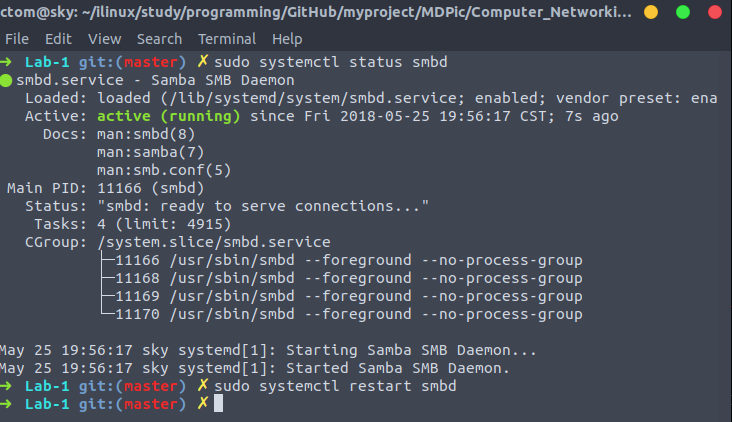 ctom@sky: ~/ilinux/study/programming/GitHub/myproject/MDPic/Computer_Networki...
File Edit View Search Terminal Help
➜ Lab-1 git:(master) ✗ sudo systemctl status smbd
● smbd.service - Samba SMB Daemon
Loaded: loaded (/lib/systemd/system/smbd.service; enabled; vendor preset: ena
Active: active (running) since Fri 2018-05-25 19:56:17 CST; 7s ago
Docs: man:smbd(8)
man:samba(7)
man:smb.conf(5)
Main PID: 11166 (smbd)
Status: "smbd: ready to serve connections..."
Tasks: 4 (limit: 4915)
CGroup: /system.slice/smbd.service
├─11166 /usr/sbin/smbd --foreground --no-process-group
├─11168 /usr/sbin/smbd --foreground --no-process-group
├─11169 /usr/sbin/smbd --foreground --no-process-group
└─11170 /usr/sbin/smbd --foreground --no-process-group
May 25 19:56:17 sky systemd[1]: Starting Samba SMB Daemon...
May 25 19:56:17 sky systemd[1]: Started Samba SMB Daemon.
➜ Lab-1 git:(master) ✗ sudo systemctl restart smbd
➜ Lab-1 git:(master) ✗